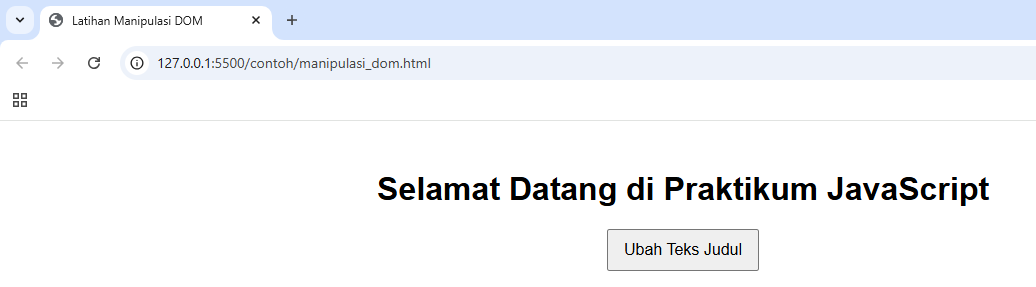 Latihan Manipulasi DOM
127.0.0.1:5500/contoh/manipulasi_dom.html
Selamat Datang di Praktikum JavaScript
Ubah Teks Judul